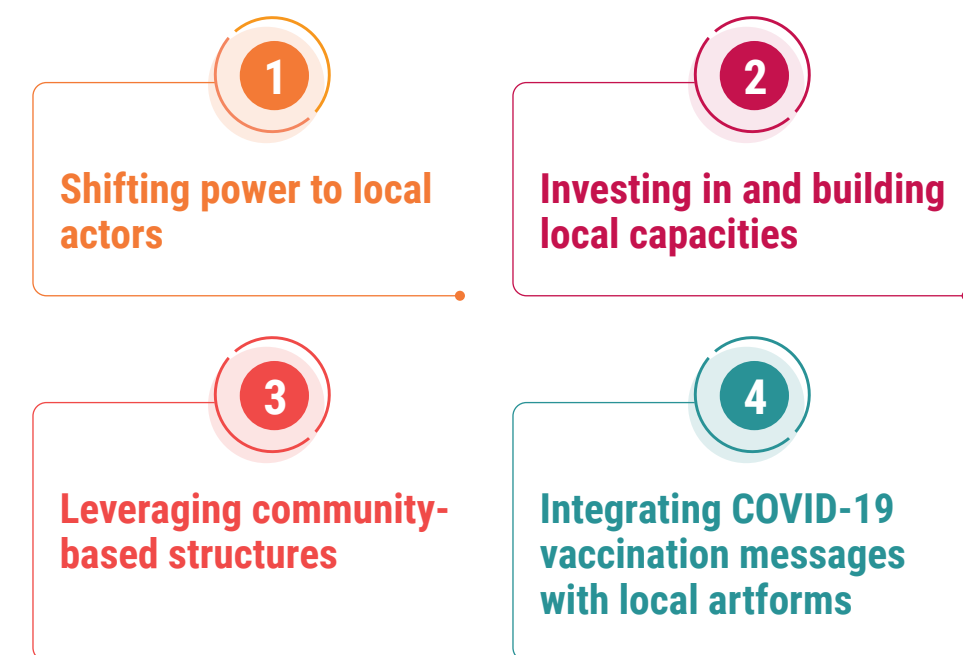 1
Shifting power to local
actors
2
Investing in and building
local capacities
3
Leveraging community-
based structures
4
Integrating COVID-19
vaccination messages
with local artforms